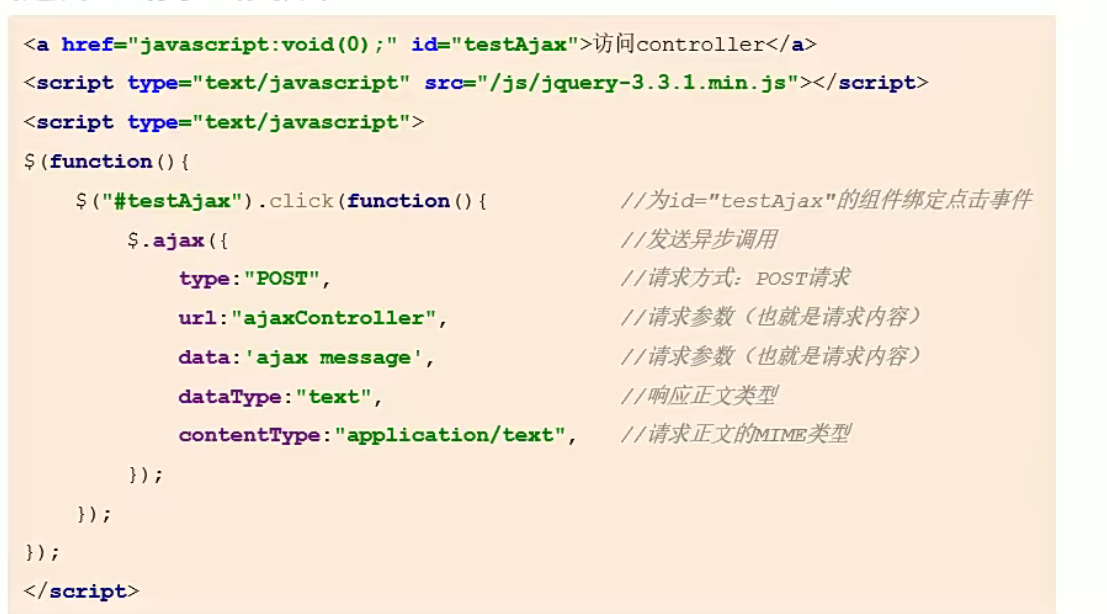 <a href="javascript:void(0);" id="testAjax">访问controller</a>
<script type="text/javascript" src="/js/jquery-3.3.1.min.js"></script>
<script type="text/javascript">
$(function(){
    $("#testAjax").click(function(){ //为id="testAjax"的组件绑定点击事件
        $.ajax({ //发送异步调用
            type:"POST", //请求方式：POST请求
            url:"ajaxController", //请求参数（也就是请求内容）
            data:'ajax message', //请求参数（也就是请求内容）
            dataType:"text", //响应正文类型
            contentType:"application/text", //请求正文的MIME类型
        });
    });
});
</script>